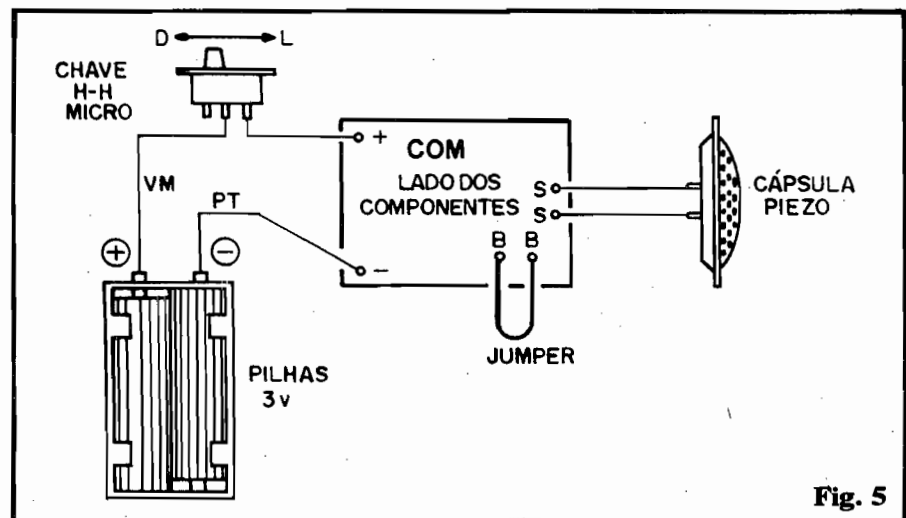 D L
CHAVE
H-H
MICRO
+
COM
LADO DOS
COMPONENTES
S
S
CÁPSULA
PIEZO
VM
PT
B B
+ −
−
JUMPER
PILHAS
3v
Fig. 5